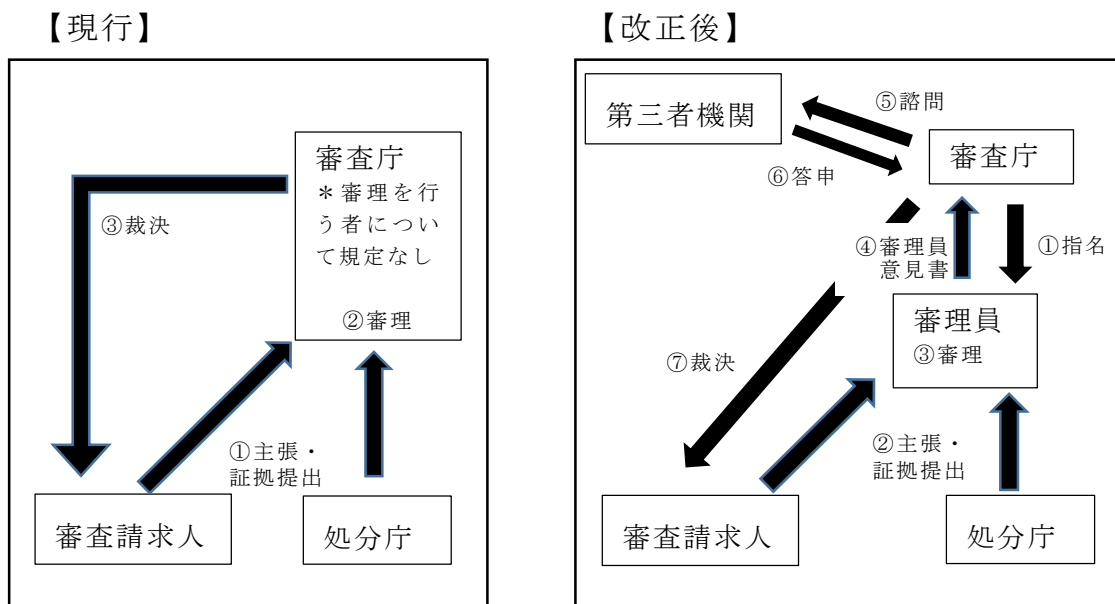 【現行】
審査庁
＊審理を行
う者につい
て規定なし
②審理
③裁決
①主張・
証拠提出
審査請求人
処分庁
【改正後】
第三者機関
⑤諮問
審査庁
⑥答申
④審理員
意見書
①指名
審理員
③審理
⑦裁決
②主張・
証拠提出
審査請求人
処分庁